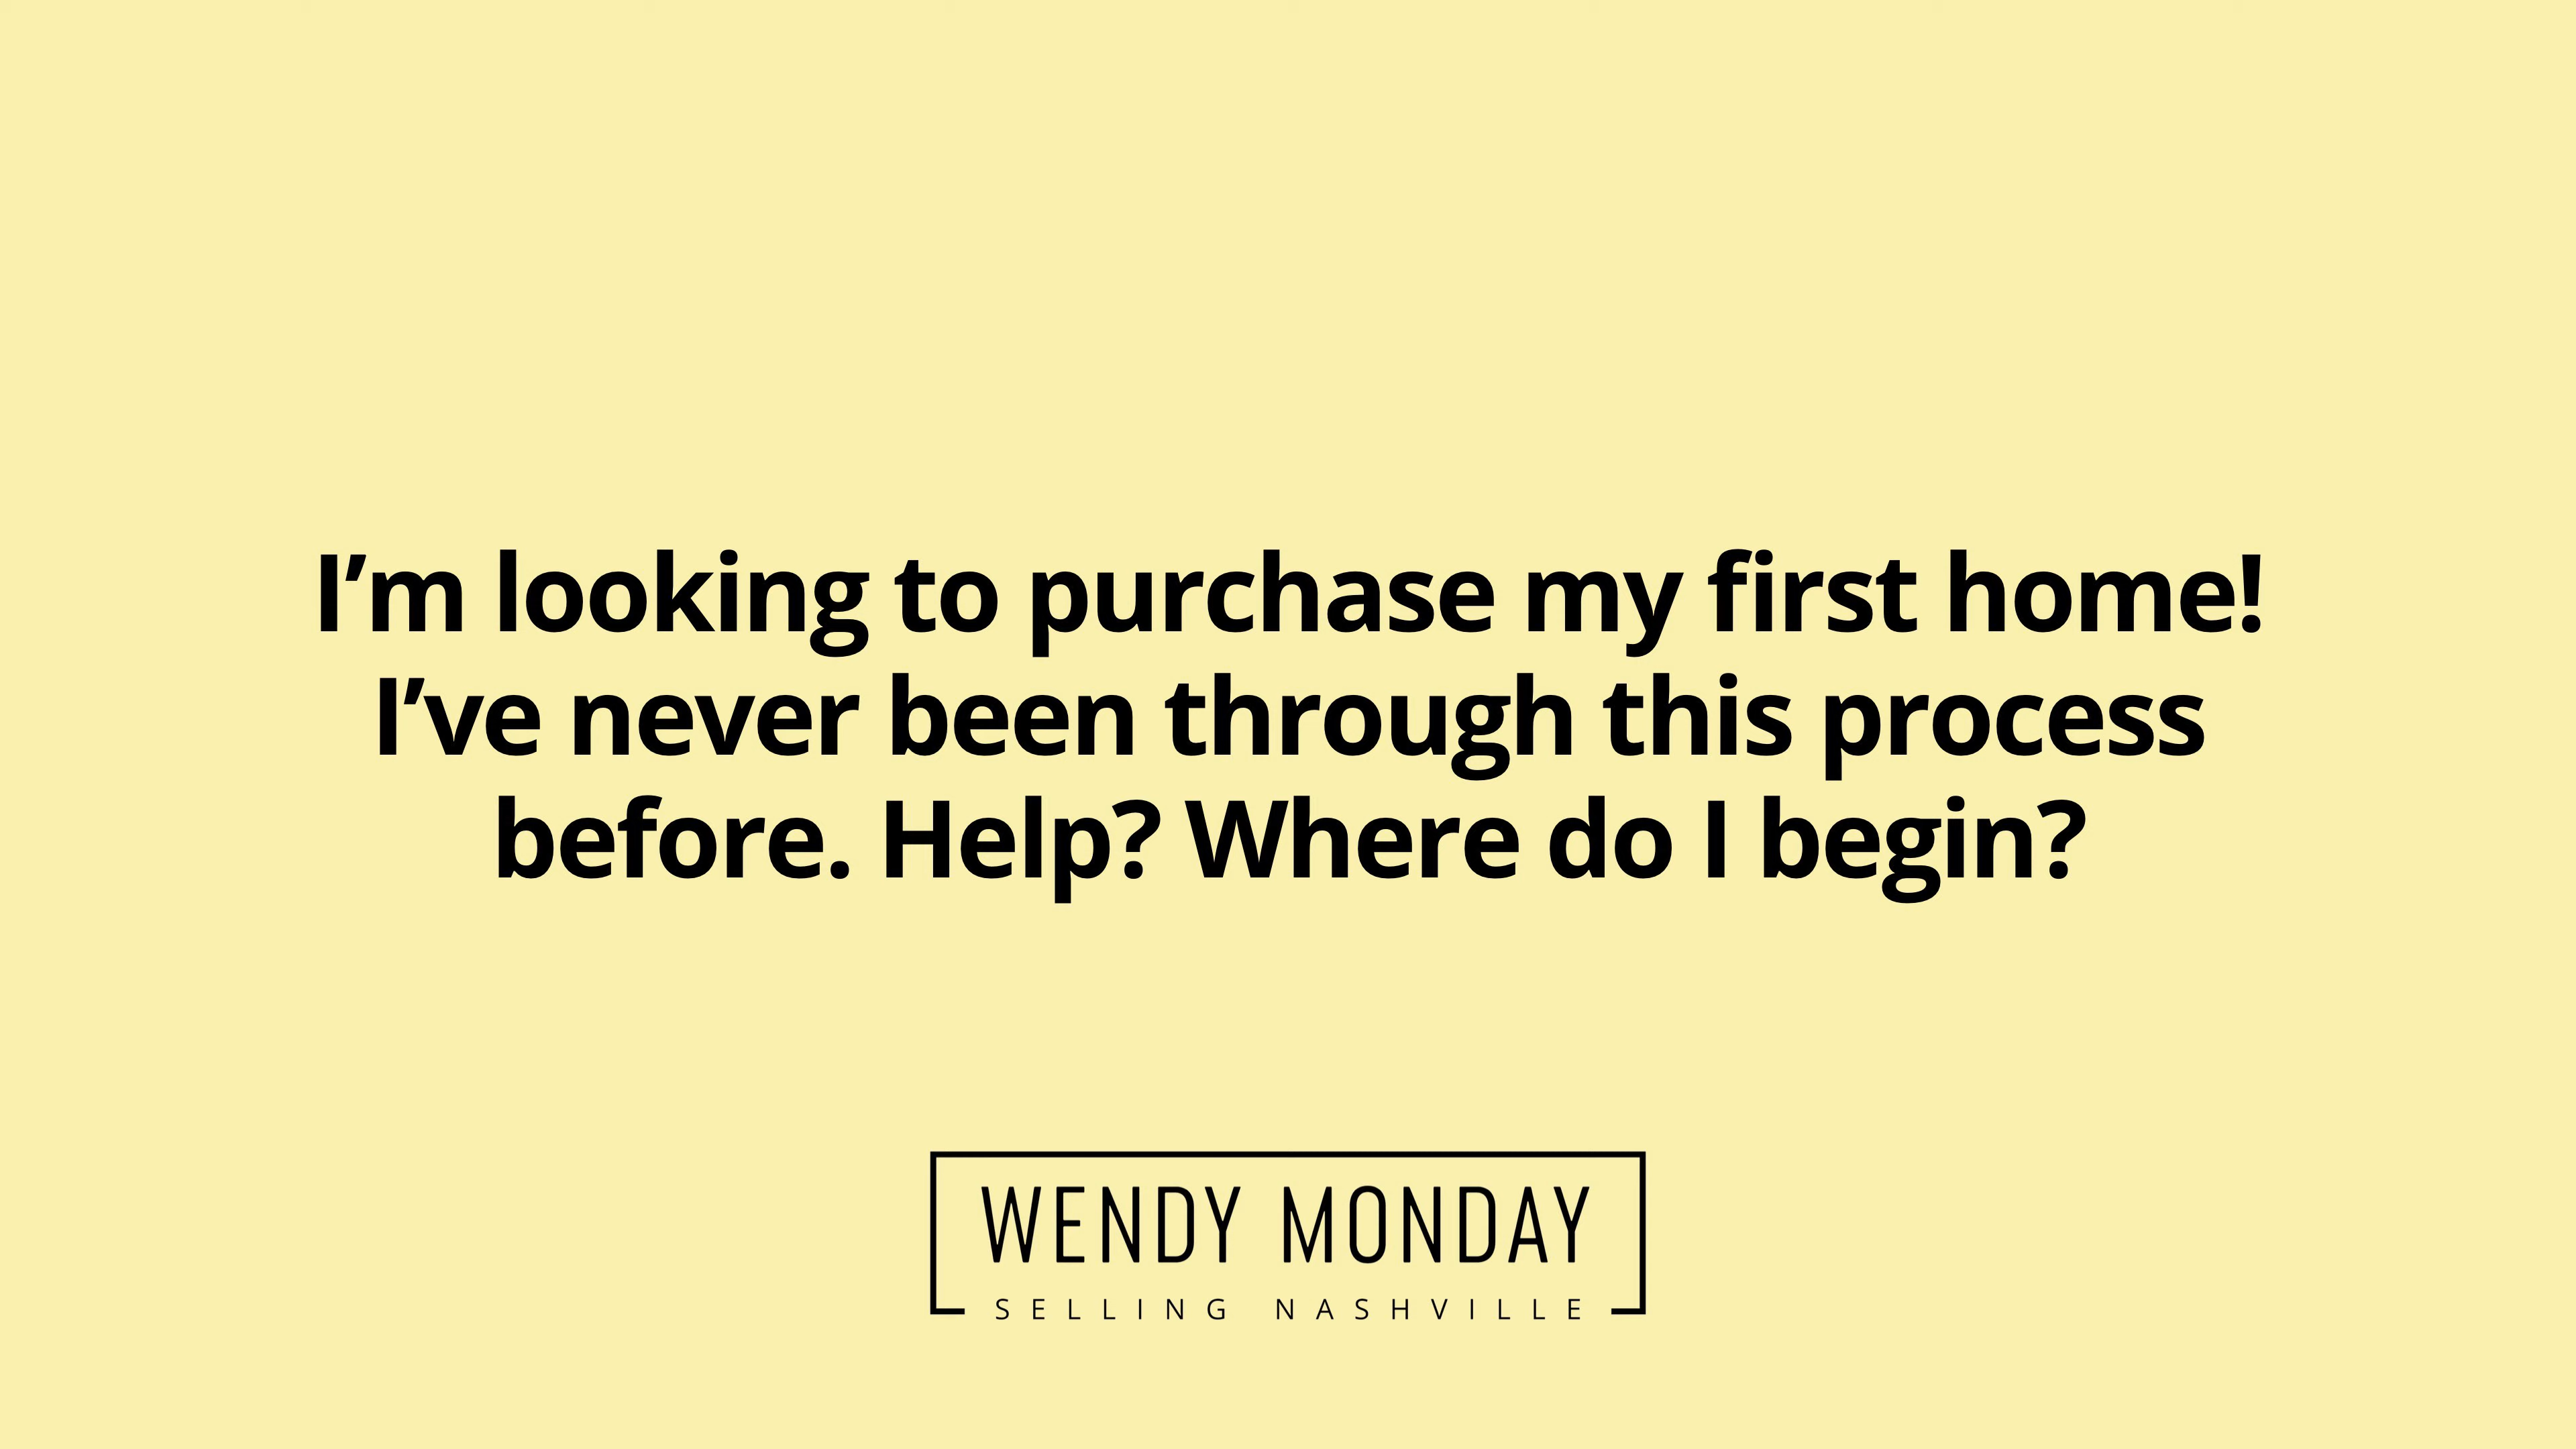 I’m looking to purchase my first home!
I’ve never been through this process
before. Help? Where do I begin?
WENDY MONDAY
SELLING NASHVILLE